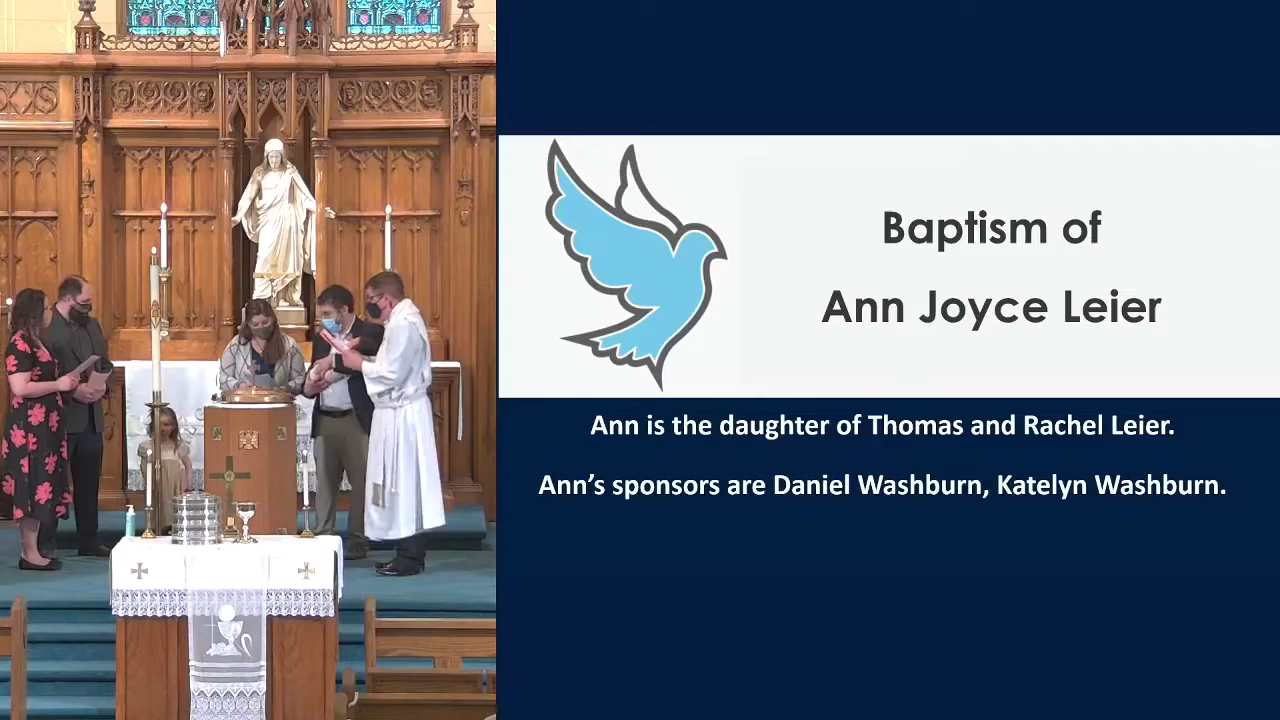 Baptism of
Ann Joyce Leier
Ann is the daughter of Thomas and Rachel Leier.
Ann’s sponsors are Daniel Washburn, Katelyn Washburn.